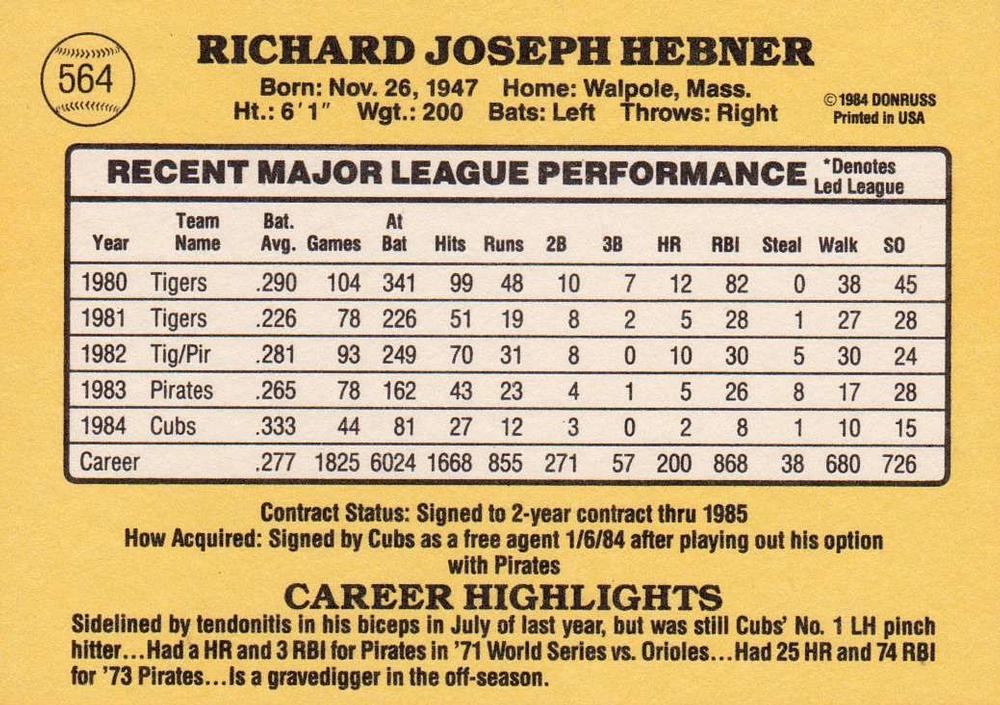 564
RICHARD JOSEPH HEBNER
Born: Nov. 26, 1947 Home: Walpole, Mass.
Ht.: 6'1" Wgt.: 200 Bats: Left Throws: Right
© 1984 DONRUSS
Printed in USA
RECENT MAJOR LEAGUE PERFORMANCE *Denotes Led League
Year Team Name Bat. Avg. Games At Bat Hits Runs 2B 3B HR RBI Steal Walk SO
1980 Tigers .290 104 341 99 48 10 7 12 82 0 38 45
1981 Tigers .226 78 226 51 19 8 2 5 28 1 27 28
1982 Tig/Pir .281 93 249 70 31 8 0 10 30 5 30 24
1983 Pirates .265 78 162 43 23 4 1 5 26 8 17 28
1984 Cubs .333 44 81 27 12 3 0 2 8 1 10 15
Career .277 1825 6024 1668 855 271 57 200 868 38 680 726
Contract Status: Signed to 2-year contract thru 1985
How Acquired: Signed by Cubs as a free agent 1/6/84 after playing out his option
with Pirates
CAREER HIGHLIGHTS
Sidelined by tendonitis in his biceps in July of last year, but was still Cubs' No. 1 LH pinch
hitter...Had a HR and 3 RBI for Pirates in '71 World Series vs. Orioles...Had 25 HR and 74 RBI
for '73 Pirates...Is a gravedigger in the off-season.